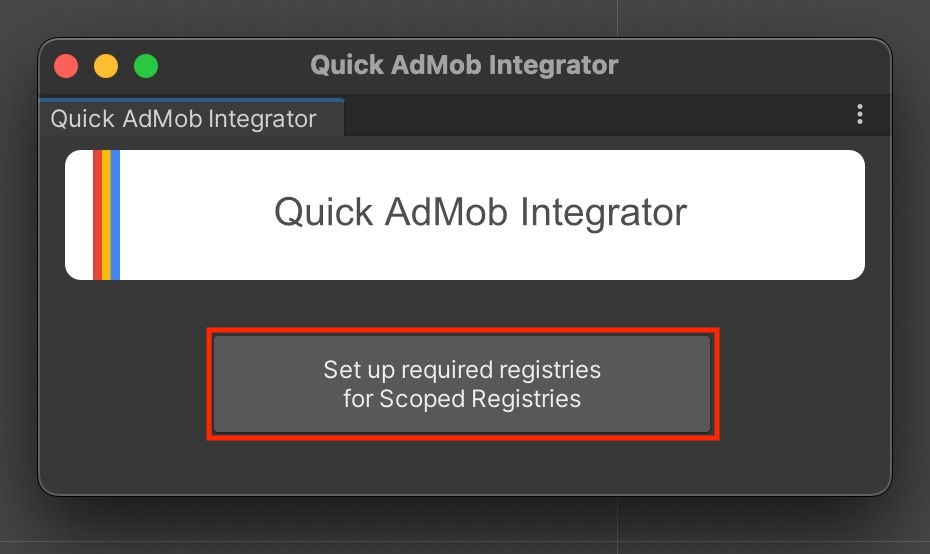 Quick AdMob Integrator
Quick AdMob Integrator
Quick AdMob Integrator
Set up required registries
for Scoped Registries